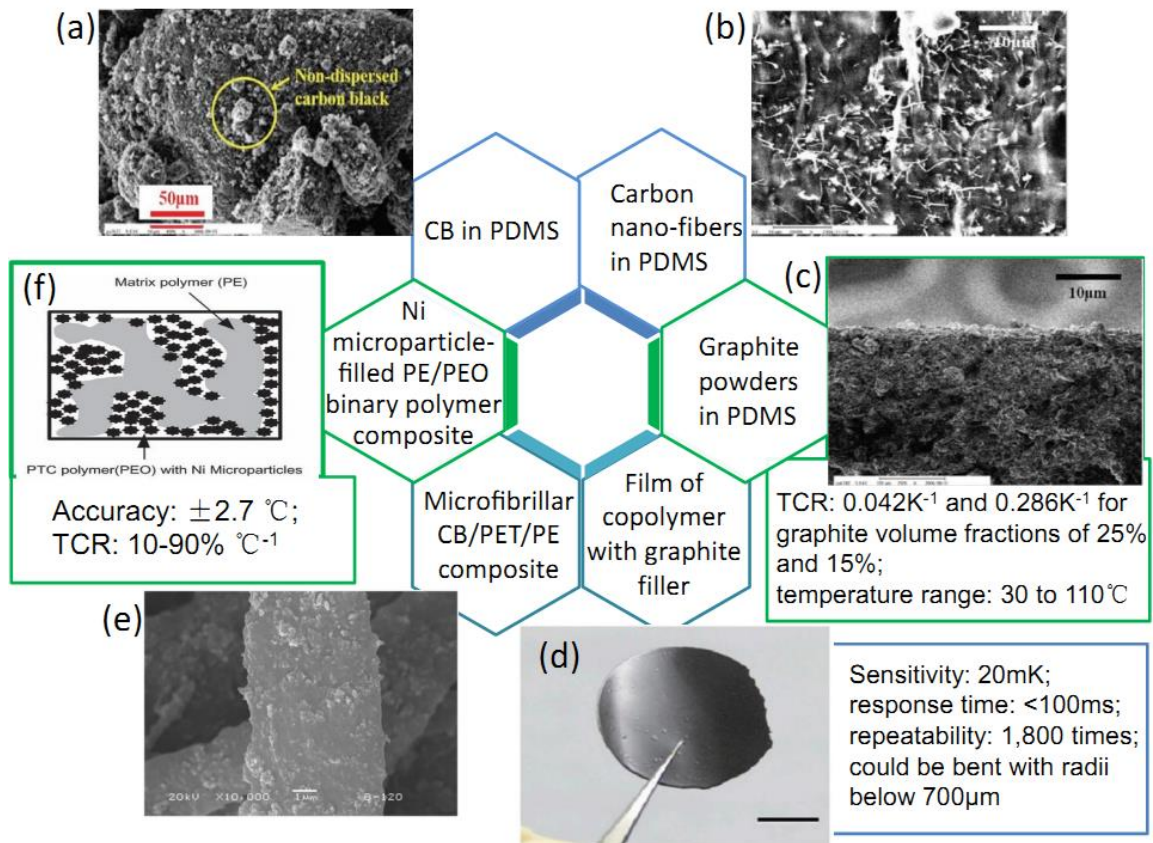 (a)
Non-dispersed
carbon black
50μm
(b)
10μm
CB in PDMS
Carbon
nano-fibers
in PDMS
(f)
Matrix polymer (PE)
PTC polymer(PEO) with Ni Microparticles
Ni
microparticle-
filled PE/PEO
binary polymer
composite
Graphite
powders
in PDMS
(c)
10μm
Accuracy: ±2.7 ℃;
TCR: 10-90% ℃-1
Microfibrillar
CB/PET/PE
composite
Film of
copolymer
with graphite
filler
TCR: 0.042K-1 and 0.286K-1 for
graphite volume fractions of 25%
and 15%;
temperature range: 30 to 110℃
(e)
20kV X10,000 1μm
(d)
Sensitivity: 20mK;
response time: <100ms;
repeatability: 1,800 times;
could be bent with radii
below 700μm